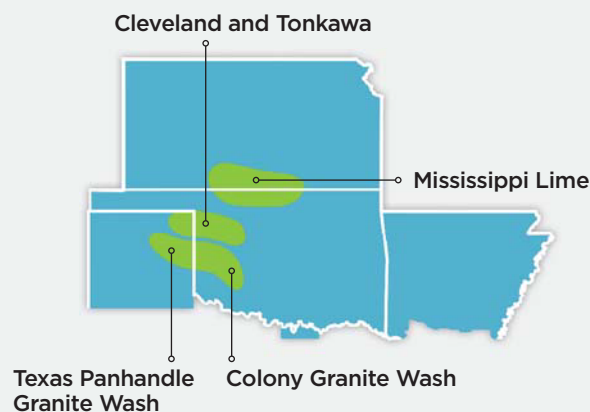 Cleveland and Tonkawa
Mississippi Lime
Texas Panhandle
Granite Wash
Colony Granite Wash